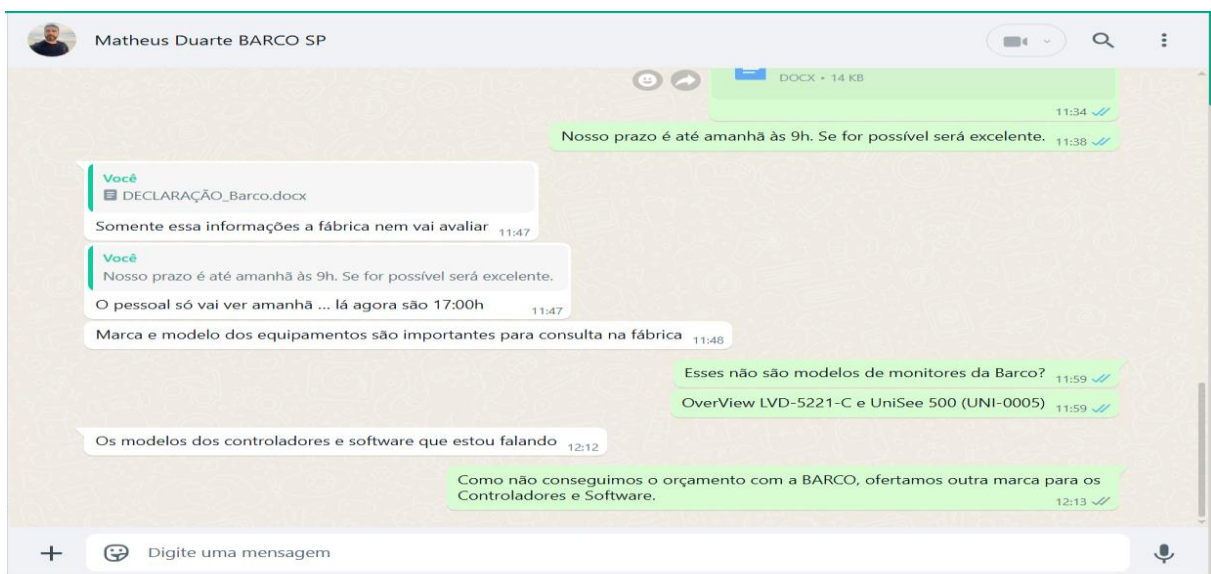 Matheus Duarte BARCO SP
DOCX • 14 KB
11:34
Nosso prazo é até amanhã às 9h. Se for possível será excelente. 11:38
Você
DECLARAÇÃO_Barco.docx
Somente essa informações a fábrica nem vai avaliar 11:47
Você
Nosso prazo é até amanhã às 9h. Se for possível será excelente.
O pessoal só vai ver amanhã ... lá agora são 17:00h 11:47
Marca e modelo dos equipamentos são importantes para consulta na fábrica 11:48
Esses não são modelos de monitores da Barco? 11:59
OverView LVD-5221-C e UniSee 500 (UNI-0005) 11:59
Os modelos dos controladores e software que estou falando 12:12
Como não conseguimos o orçamento com a BARCO, ofertamos outra marca para os
Controladores e Software. 12:13
Digite uma mensagem